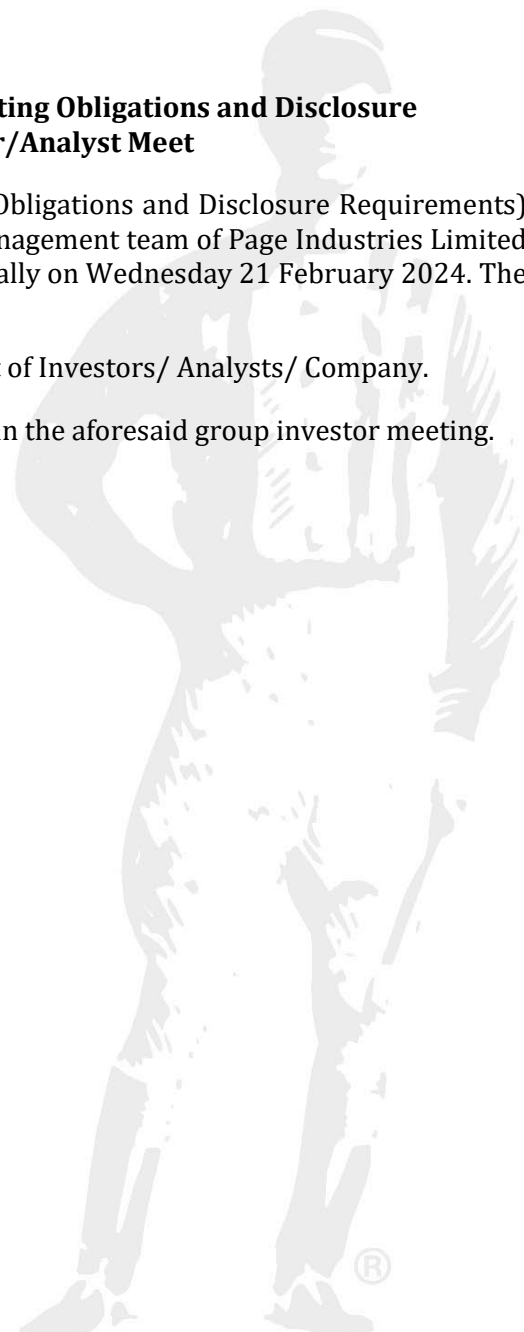 ting Obligations and Disclosure
r/Analyst Meet
Obligations and Disclosure Requirements)
nagement team of Page Industries Limited
ally on Wednesday 21 February 2024. The
t of Investors/ Analysts/ Company.
in the aforesaid group investor meeting.
®